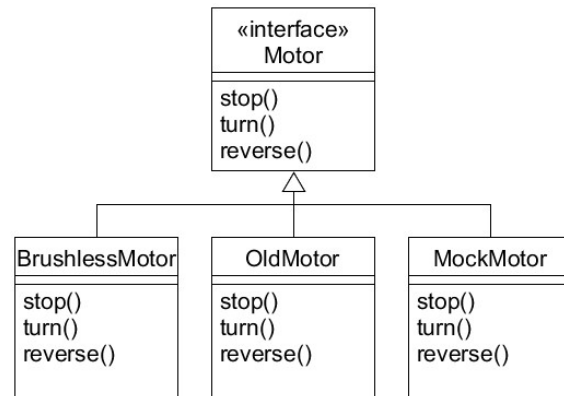 «interface»
Motor
stop()
turn()
reverse()
BrushlessMotor
stop()
turn()
reverse()
OldMotor
stop()
turn()
reverse()
MockMotor
stop()
turn()
reverse()